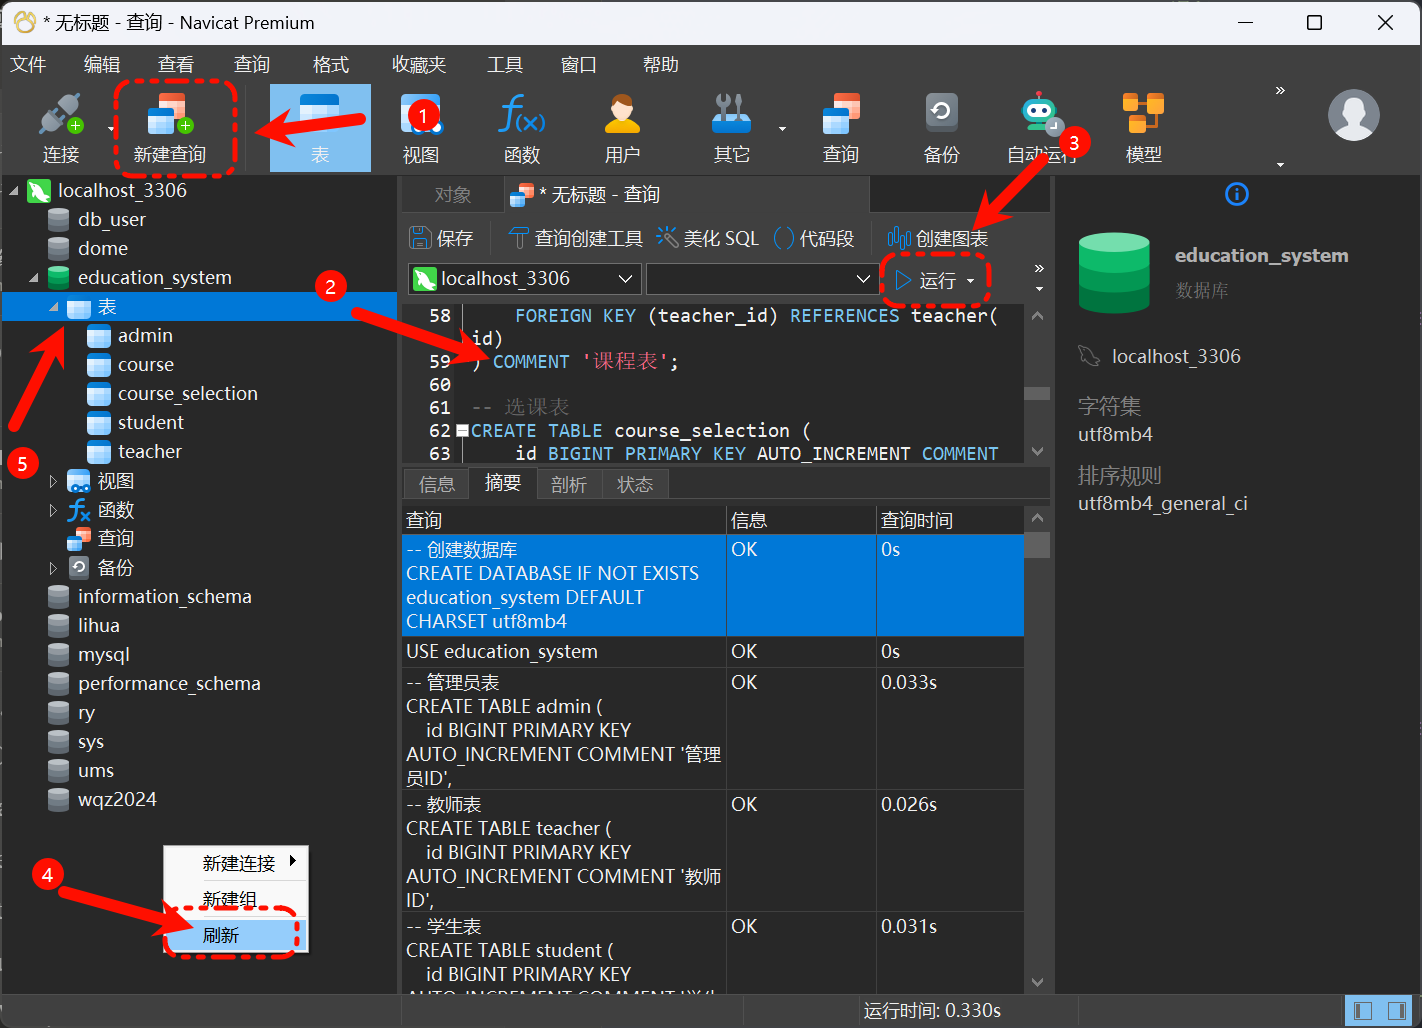 * 无标题 - 查询 - Navicat Premium
文件 编辑 查看 查询 格式 收藏夹 工具 窗口 帮助
连接 新建查询 表 视图 函数 用户 其它 查询 备份 自动运行 模型
1
3
localhost_3306
db_user
dome
education_system
表
admin
course
course_selection
student
teacher
视图
函数
查询
备份
information_schema
lihua
mysql
performance_schema
ry
sys
ums
wqz2024
5
4
新建连接
新建组
刷新
对象 * 无标题 - 查询
保存 查询创建工具 美化 SQL () 代码段 创建图表
2
localhost_3306 运行
58 FOREIGN KEY (teacher_id) REFERENCES teacher(
id)
59 ) COMMENT '课程表';
60
61 -- 选课表
62 CREATE TABLE course_selection (
63 id BIGINT PRIMARY KEY AUTO_INCREMENT COMMENT
信息 摘要 剖析 状态
查询 信息 查询时间
-- 创建数据库 OK 0s
CREATE DATABASE IF NOT EXISTS
education_system DEFAULT
CHARSET utf8mb4
USE education_system OK 0s
-- 管理员表 OK 0.033s
CREATE TABLE admin (
id BIGINT PRIMARY KEY
AUTO_INCREMENT COMMENT '管理
员ID',
-- 教师表 OK 0.026s
CREATE TABLE teacher (
id BIGINT PRIMARY KEY
AUTO_INCREMENT COMMENT '教师
ID',
-- 学生表 OK 0.031s
CREATE TABLE student (
id BIGINT PRIMARY KEY
AUTO_INCREMENT COMMENT '学生
education_system
数据库
localhost_3306
字符集
utf8mb4
排序规则
utf8mb4_general_ci
运行时间: 0.330s